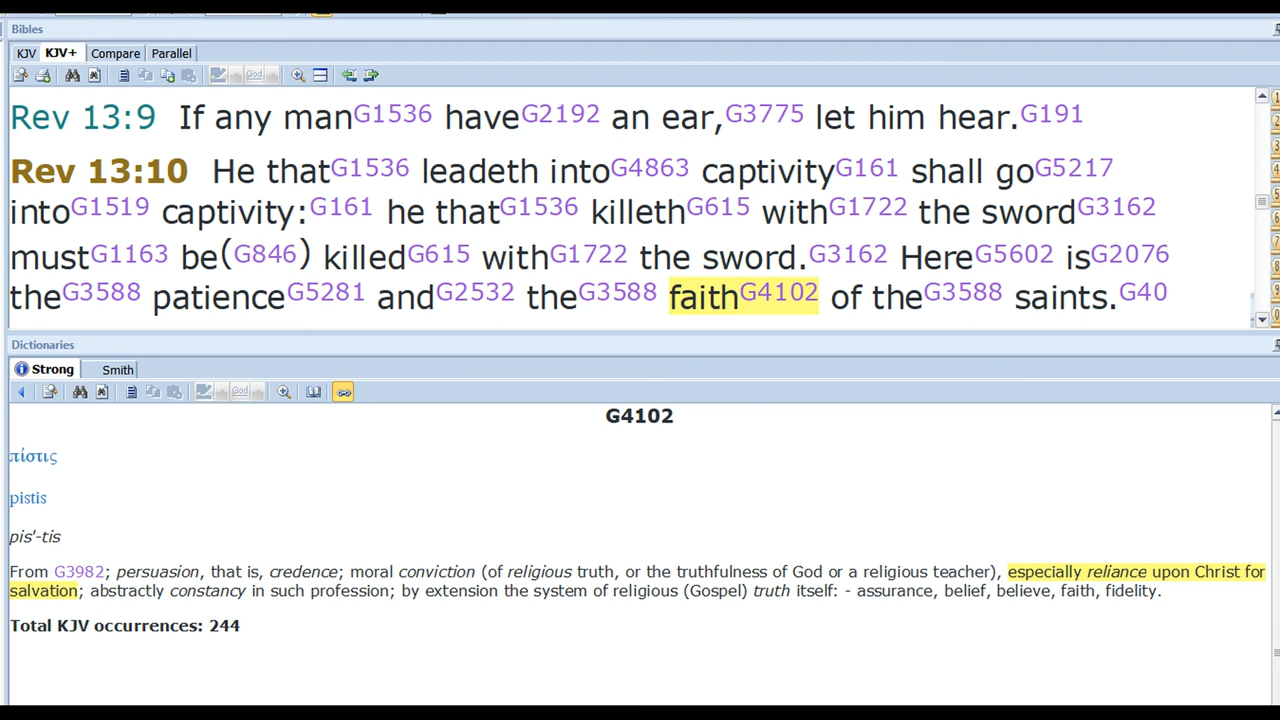 Bibles
KJV KJV+ Compare Parallel
God
Rev 13:9 If any manG1536 haveG2192 an ear,G3775 let him hear.G191
Rev 13:10 He thatG1536 leadeth intoG4863 captivityG161 shall goG5217
intoG1519 captivity:G161 he thatG1536 killethG615 withG1722 the swordG3162
mustG1163 be(G846) killedG615 withG1722 the sword.G3162 HereG5602 isG2076
theG3588 patienceG5281 andG2532 theG3588 faithG4102 of theG3588 saints.G40
Dictionaries
Strong Smith
God
G4102
πίστις
pistis
pis'-tis
From G3982; persuasion, that is, credence; moral conviction (of religious truth, or the truthfulness of God or a religious teacher), especially reliance upon Christ for
salvation; abstractly constancy in such profession; by extension the system of religious (Gospel) truth itself: - assurance, belief, believe, faith, fidelity.
Total KJV occurrences: 244